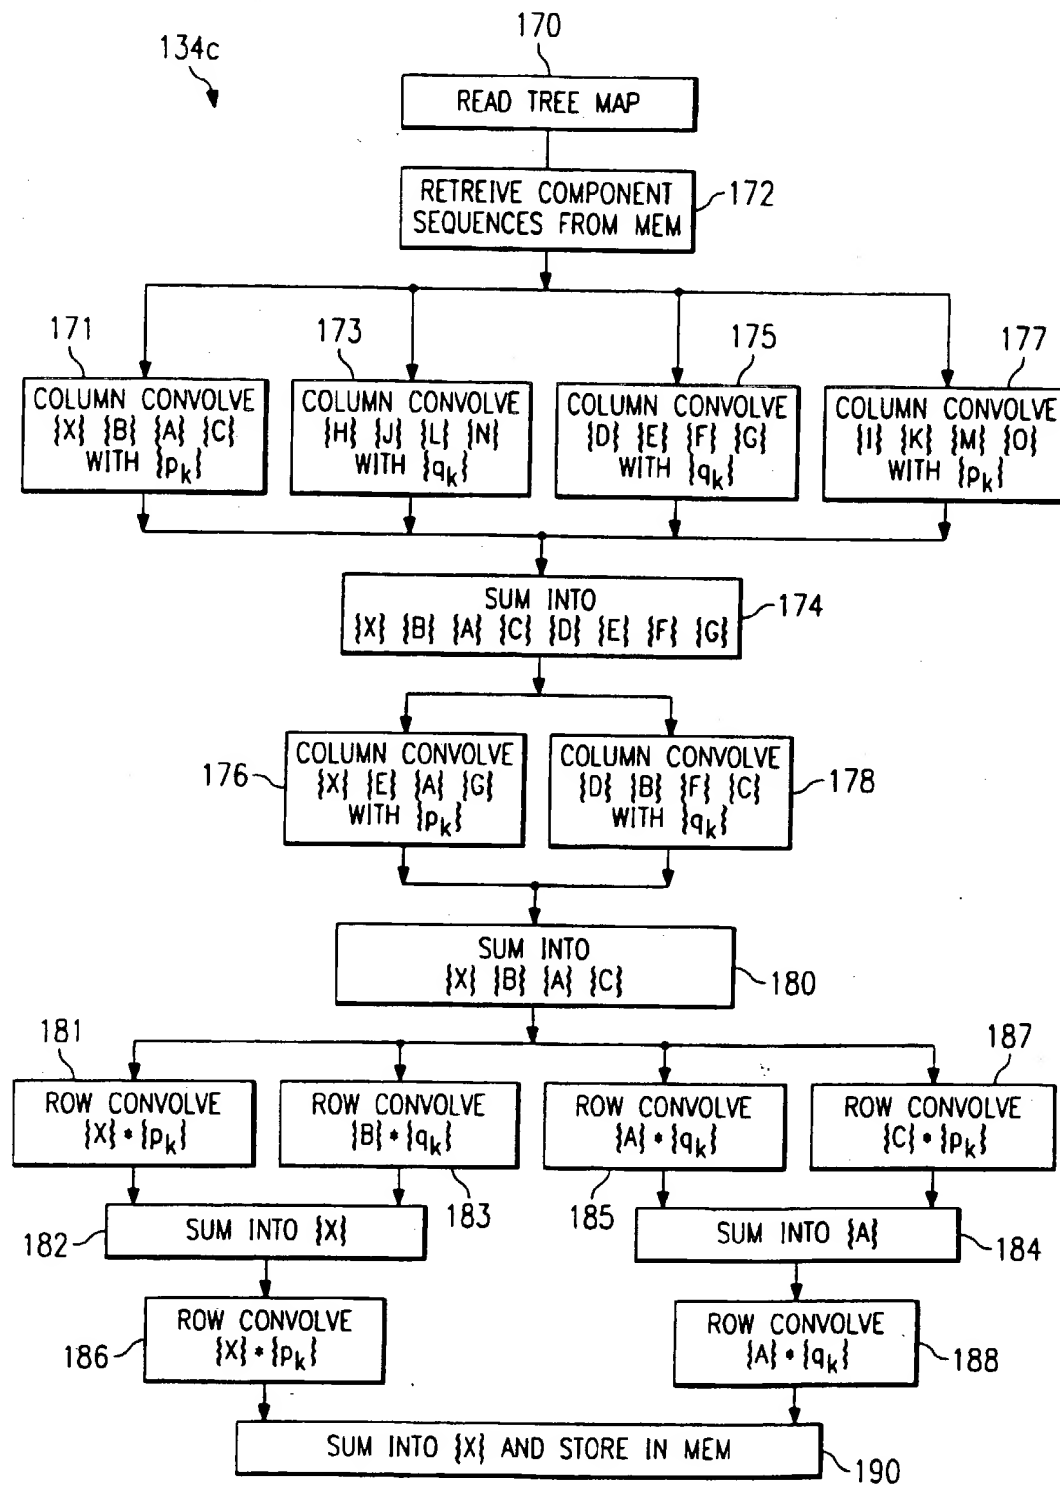 134c
170
READ TREE MAP
RETREIVE COMPONENT
SEQUENCES FROM MEM
172
171
COLUMN CONVOLVE
{X} {B} {A} {C}
WITH {pk}
173
COLUMN CONVOLVE
{H} {J} {L} {N}
WITH {qk}
175
COLUMN CONVOLVE
{D} {E} {F} {G}
WITH {qk}
177
COLUMN CONVOLVE
{I} {K} {M} {O}
WITH {pk}
SUM INTO
{X} {B} {A} {C} {D} {E} {F} {G}
174
176
COLUMN CONVOLVE
{X} {E} {A} {G}
WITH {pk}
COLUMN CONVOLVE
{D} {B} {F} {C}
WITH {qk}
178
SUM INTO
{X} {B} {A} {C}
180
181
ROW CONVOLVE
{X} * {pk}
ROW CONVOLVE
{B} * {qk}
183
ROW CONVOLVE
{A} * {qk}
185
187
ROW CONVOLVE
{C} * {pk}
182
SUM INTO {X}
SUM INTO {A}
184
186
ROW CONVOLVE
{X} * {pk}
ROW CONVOLVE
{A} * {qk}
188
SUM INTO {X} AND STORE IN MEM
190